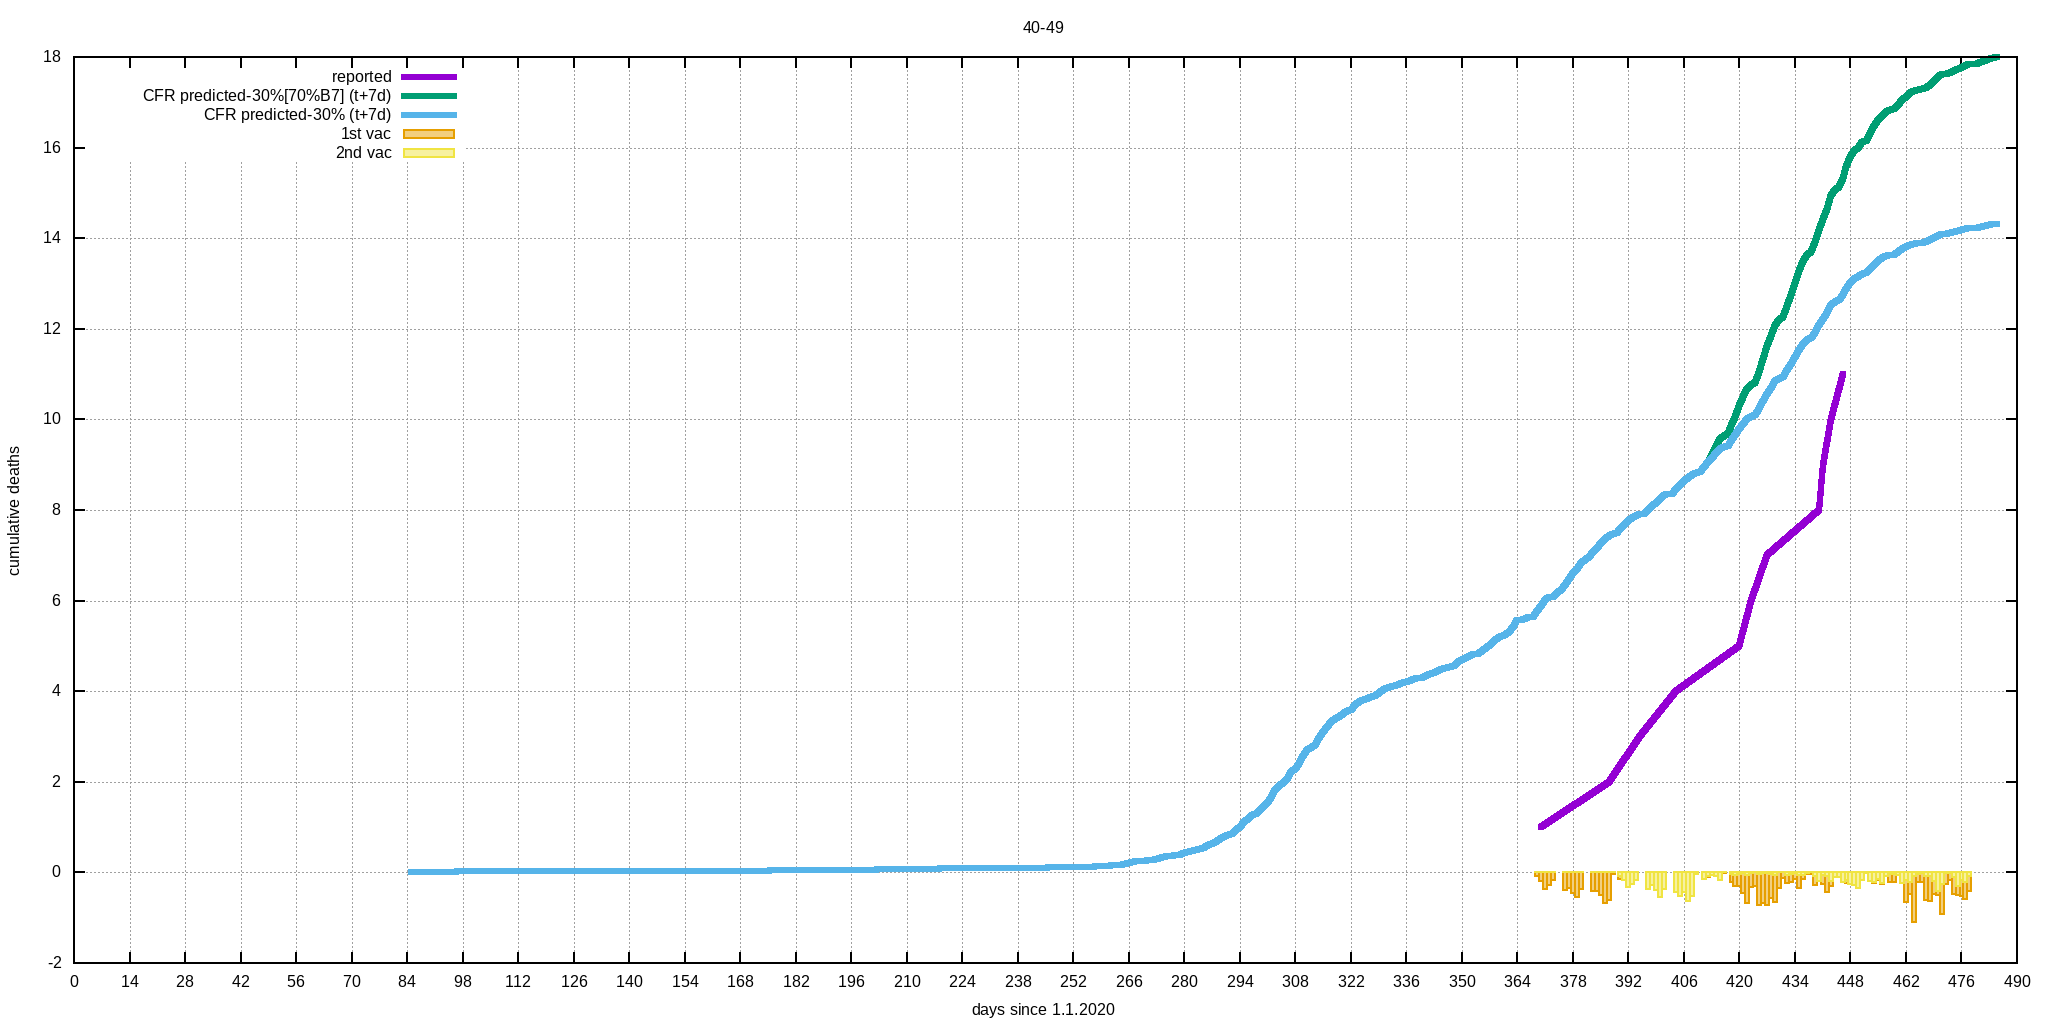 40-49
reported
CFR predicted-30%[70%B7] (t+7d)
CFR predicted-30% (t+7d)
1st vac
2nd vac
18
16
14
12
10
8
6
4
2
0
-2
cumulative deaths
0 14 28 42 56 70 84 98 112 126 140 154 168 182 196 210 224 238 252 266 280 294 308 322 336 350 364 378 392 406 420 434 448 462 476 490
days since 1.1.2020